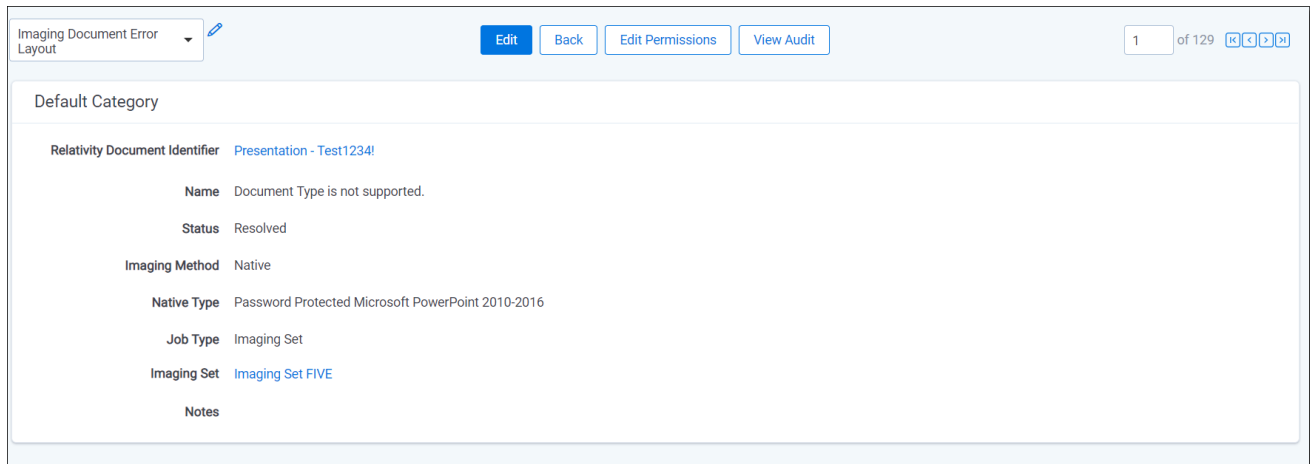 Imaging Document Error
Layout
Edit Back Edit Permissions View Audit
1 of 129
Default Category
Relativity Document Identifier Presentation - Test1234!
Name Document Type is not supported.
Status Resolved
Imaging Method Native
Native Type Password Protected Microsoft PowerPoint 2010-2016
Job Type Imaging Set
Imaging Set Imaging Set FIVE
Notes